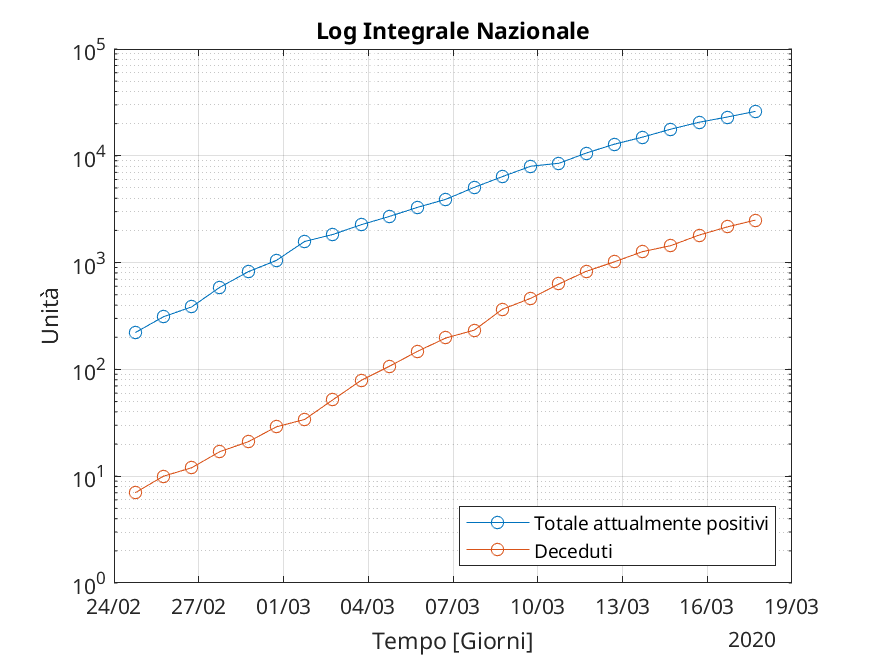 Log Integrale Nazionale
10^5
10^4
10^3
10^2
10^1
10^0
Unità
Totale attualmente positivi
Deceduti
24/02 27/02 01/03 04/03 07/03 10/03 13/03 16/03 19/03
Tempo [Giorni]
2020